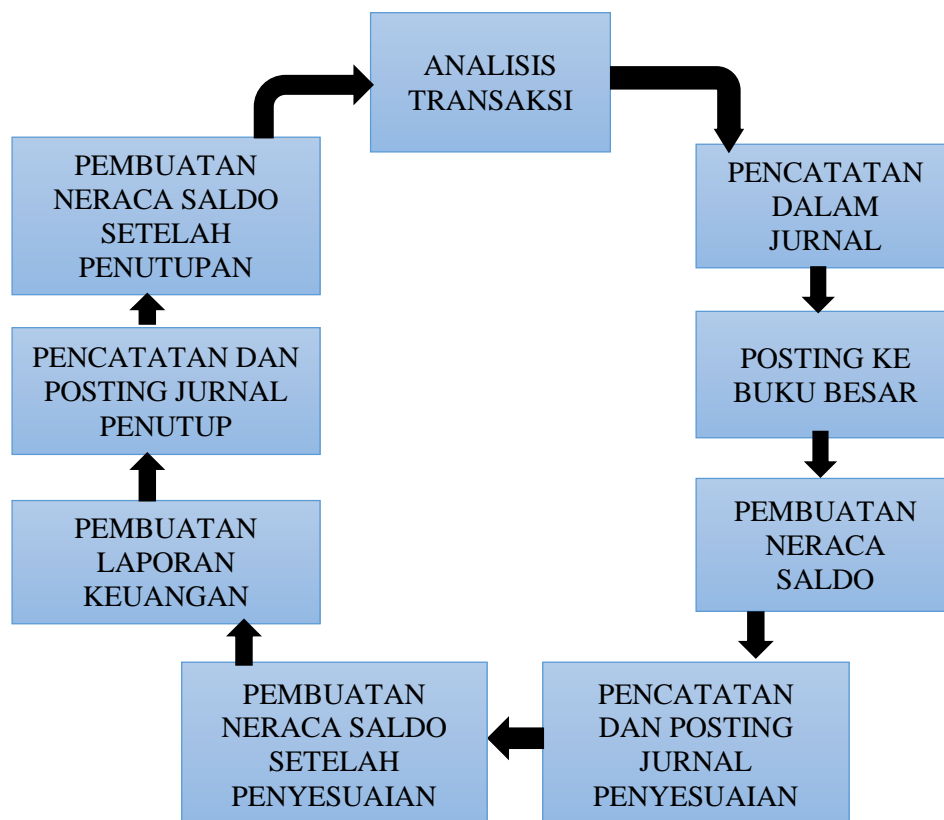 ANALISIS
TRANSAKSI
PENCATATAN
DALAM
JURNAL
POSTING KE
BUKU BESAR
PEMBUATAN
NERACA
SALDO
PENCATATAN
DAN POSTING
JURNAL
PENYESUAIAN
PEMBUATAN
NERACA SALDO
SETELAH
PENYESUAIAN
PEMBUATAN
LAPORAN
KEUANGAN
PENCATATAN DAN
POSTING JURNAL
PENUTUP
PEMBUATAN
NERACA SALDO
SETELAH
PENUTUPAN